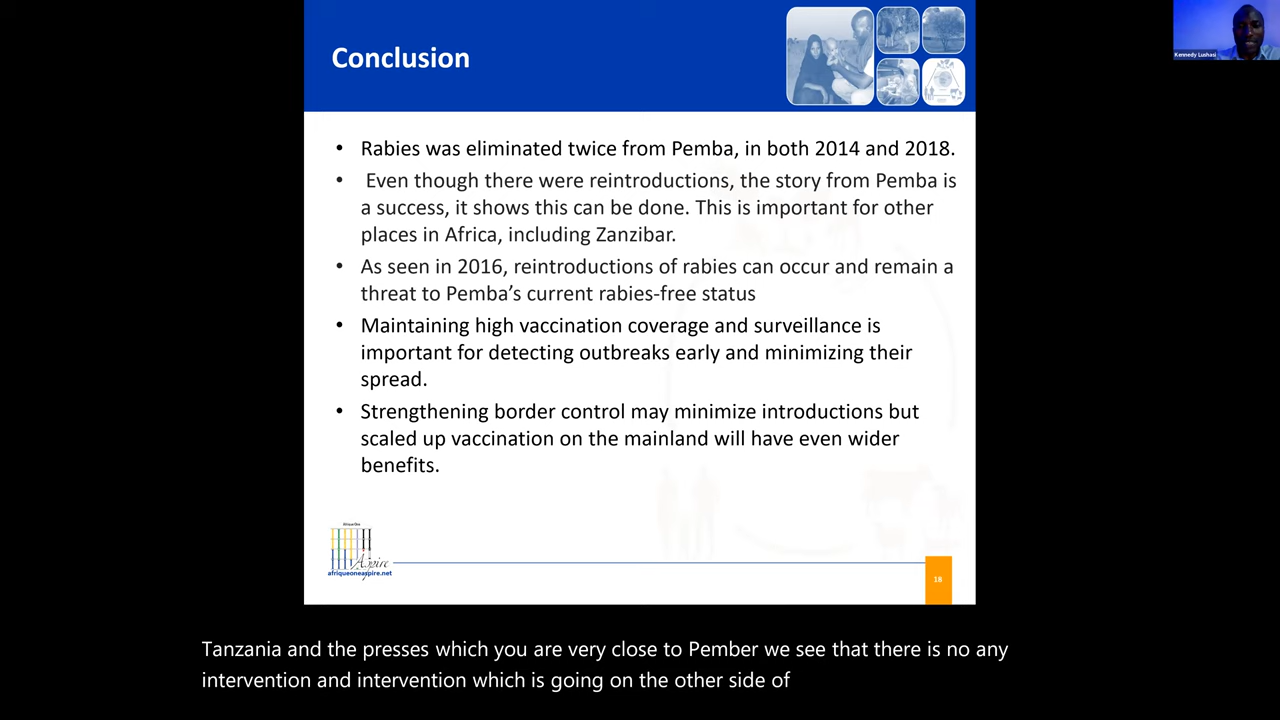 Conclusion
Kennedy Lushasi
• Rabies was eliminated twice from Pemba, in both 2014 and 2018.
• Even though there were reintroductions, the story from Pemba is
a success, it shows this can be done. This is important for other
places in Africa, including Zanzibar.
• As seen in 2016, reintroductions of rabies can occur and remain a
threat to Pemba’s current rabies-free status
• Maintaining high vaccination coverage and surveillance is
important for detecting outbreaks early and minimizing their
spread.
• Strengthening border control may minimize introductions but
scaled up vaccination on the mainland will have even wider
benefits.
Aspire
afriqueoneaspire.net
18
Tanzania and the presses which you are very close to Pember we see that there is no any
intervention and intervention which is going on the other side of